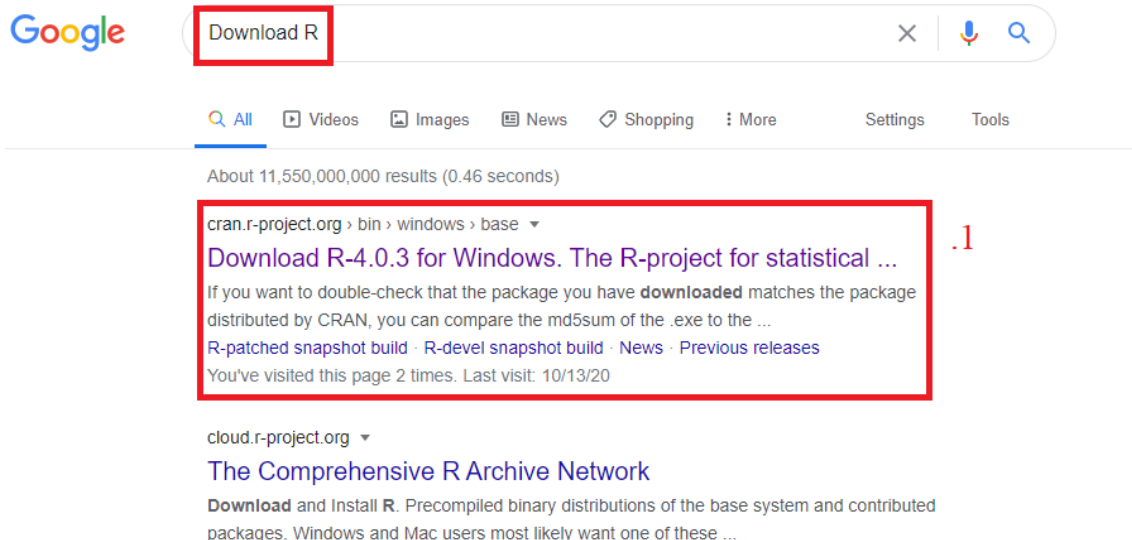 Google
Download R
All Videos Images News Shopping More Settings Tools
About 11,550,000,000 results (0.46 seconds)
cran.r-project.org › bin › windows › base
Download R-4.0.3 for Windows. The R-project for statistical ...
.1
If you want to double-check that the package you have downloaded matches the package
distributed by CRAN, you can compare the md5sum of the .exe to the ...
R-patched snapshot build · R-devel snapshot build · News · Previous releases
You've visited this page 2 times. Last visit: 10/13/20
cloud.r-project.org
The Comprehensive R Archive Network
Download and Install R. Precompiled binary distributions of the base system and contributed
packages. Windows and Mac users most likely want one of these ...